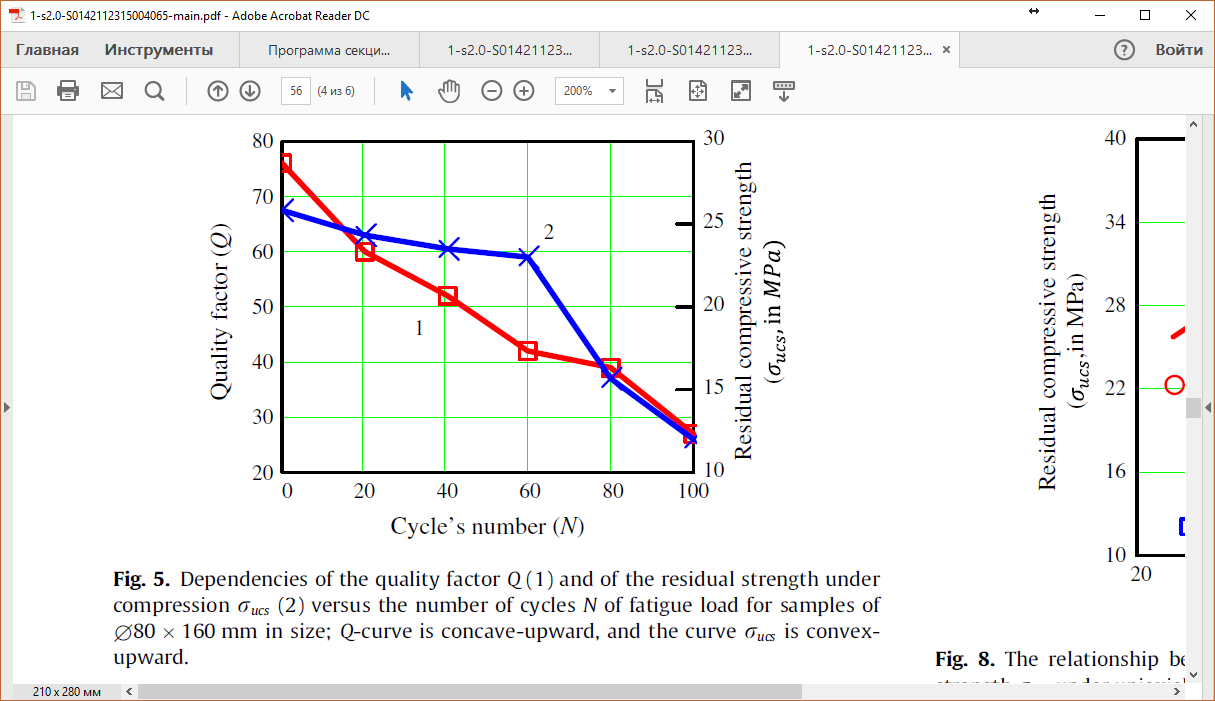 1-s2.0-S0142112315004065-main.pdf - Adobe Acrobat Reader DC
Главная Инструменты Программа секци... 1-s2.0-S01421123... 1-s2.0-S01421123... 1-s2.0-S01421123... × ? Войти
56 (4 из 6) 200%
80
70
60
50
40
30
20
Quality factor (Q)
1
2
30
25
20
15
10
Residual compressive strength
(σucs, in MPa)
0 20 40 60 80 100
Cycle's number (N)
Fig. 5. Dependencies of the quality factor Q (1) and of the residual strength under
compression σucs (2) versus the number of cycles N of fatigue load for samples of
∅80 × 160 mm in size; Q-curve is concave-upward, and the curve σucs is convex-
upward.
40
34
28
22
16
10
Residual compressive strength
(σucs,in MPa)
20
Fig. 8. The relationship be
210 x 280 мм